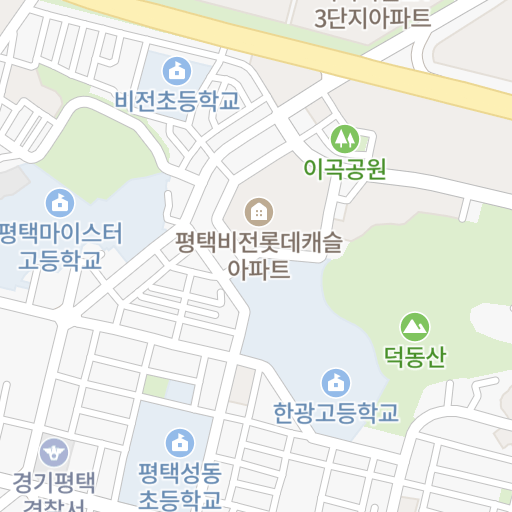 3단지아파트
비전초등학교
이곡공원
평택마이스터
고등학교
평택비전롯데캐슬
아파트
덕동산
한광고등학교
평택성동
초등학교
경기평택
경찰서